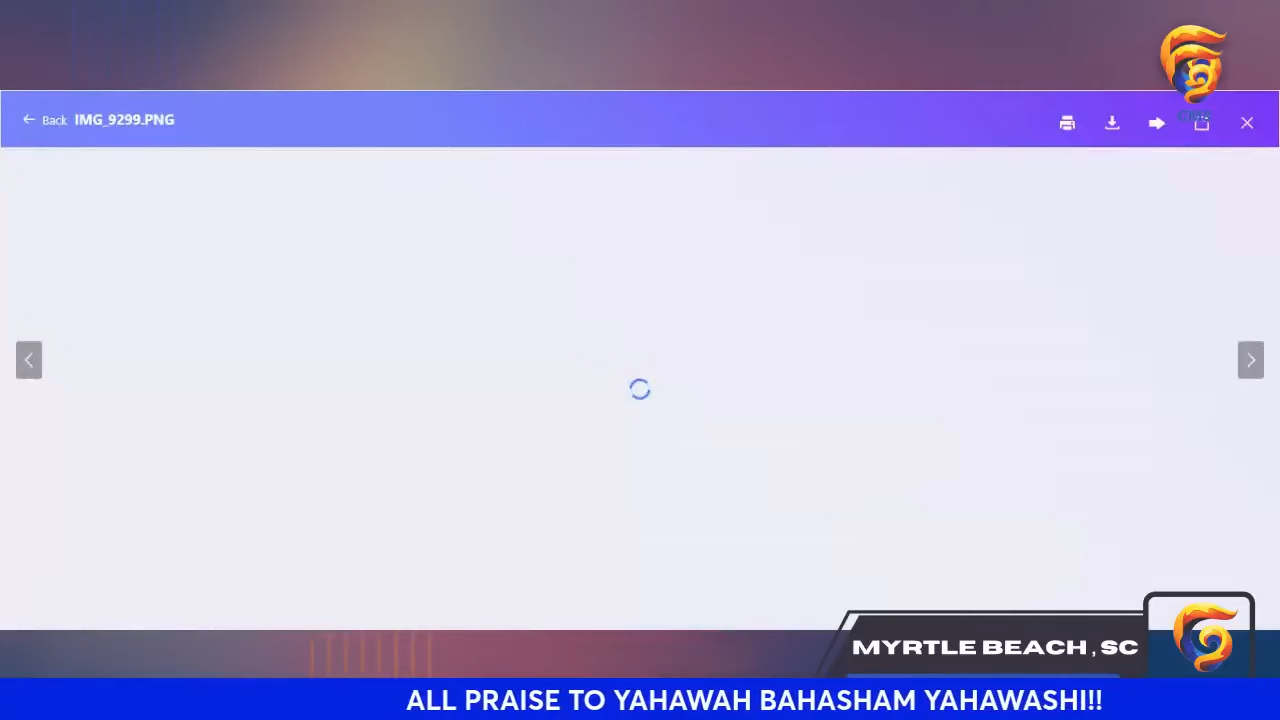 Back IMG_9299.PNG
MYRTLE BEACH , SC
ALL PRAISE TO YAHAWAH BAHASHAM YAHAWASHI!!